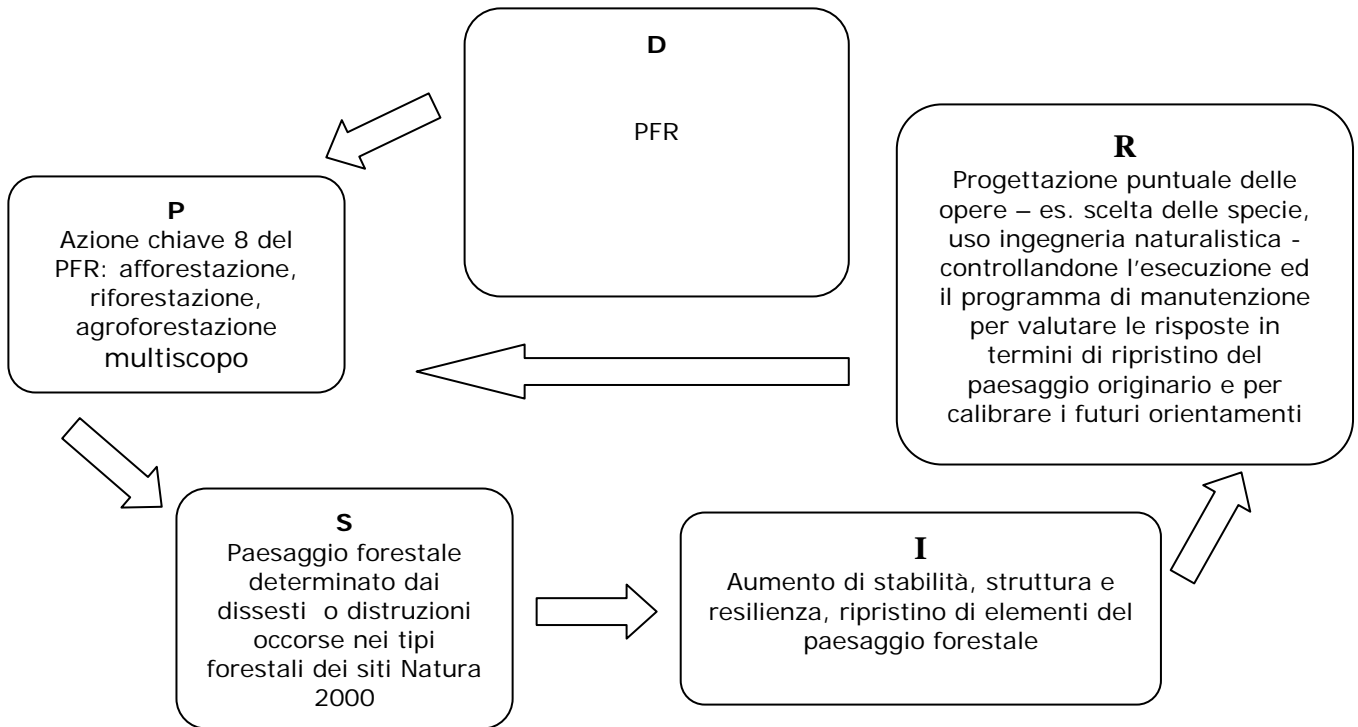 D
PFR
P
Azione chiave 8 del
PFR: afforestazione,
riforestazione,
agroforestazione
multiscopo
S
Paesaggio forestale
determinato dai
dissesti o distruzioni
occorse nei tipi
forestali dei siti Natura
2000
I
Aumento di stabilità, struttura e
resilienza, ripristino di elementi del
paesaggio forestale
R
Progettazione puntuale delle
opere – es. scelta delle specie,
uso ingegneria naturalistica -
controllandone l'esecuzione ed
il programma di manutenzione
per valutare le risposte in
termini di ripristino del
paesaggio originario e per
calibrare i futuri orientamenti